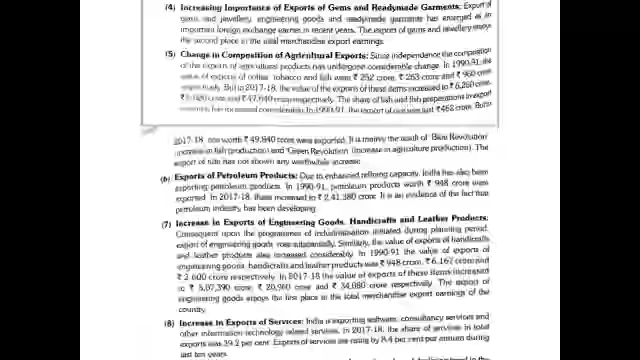 (4) Increasing Importance of Exports of Gems and Readymade Garments: Export of
gems and jewellery, engineering goods and readymade garments has emerged as an
important foreign exchange earner in recent years. The export of gems and jewellery enjoys
the second place in the total merchandise export earnings.
(5) Change in Composition of Agricultural Exports: Since independence the composition
of the exports of agricultural products has undergone considerable change. In 1990-91, the
value of exports of coffee, tobacco and fish were ₹ 252 crore, ₹ 263 crore and ₹ 960 crore
respectively. But in 2017-18, the value of the exports of these items increased to ₹ 6,250 crore,
crore and ₹ 47,640 crore respectively. The share of fish and fish preparations in export
has increased considerably. In 1990-91, the export of rice was just ₹ 462 crore. But in
2017-18, rice worth ₹ 49,840 crore were exported. It is mainly the result of 'Blue Revolution'
(increase in fish production) and 'Green Revolution' (increase in agriculture production). The
export of has not shown any worthwhile increase.
(6) Exports of Petroleum Products: Due to enhanced refining capacity, India has also been
exporting petroleum products. In 1990-91, petroleum products worth ₹ 948 crore were
exported. In 2017-18, these increased to ₹ 2,41,380 crore. It is an evidence of the fact that
petroleum industry has been developing.
(7) Increase in Exports of Engineering Goods, Handicrafts and Leather Products:
Consequent upon the programmes of industrialisation initiated during planning period,
export of engineering goods rose substantially. Similarly, the value of exports of handicrafts
and leather products also increased considerably. In 1990-91 the value of exports of
engineering goods, handicrafts and leather products was ₹ 948 crore, ₹ 6,167 crore and
₹ 2,600 crore respectively. In 2017-18 the value of exports of these items increased
to ₹ 5,07,390 crore, ₹ 20,960 crore and ₹ 34,080 crore respectively. The export of
engineering goods enjoys the first place in the total merchandise export earnings of the
country.
(8) Increase in Exports of Services: India is exporting software, consultancy services and
other information technology related services. In 2017-18, the share of services in total
exports was 39.2 per cent. Exports of services are rising by 8.4 per cent per annum during
last ten years.